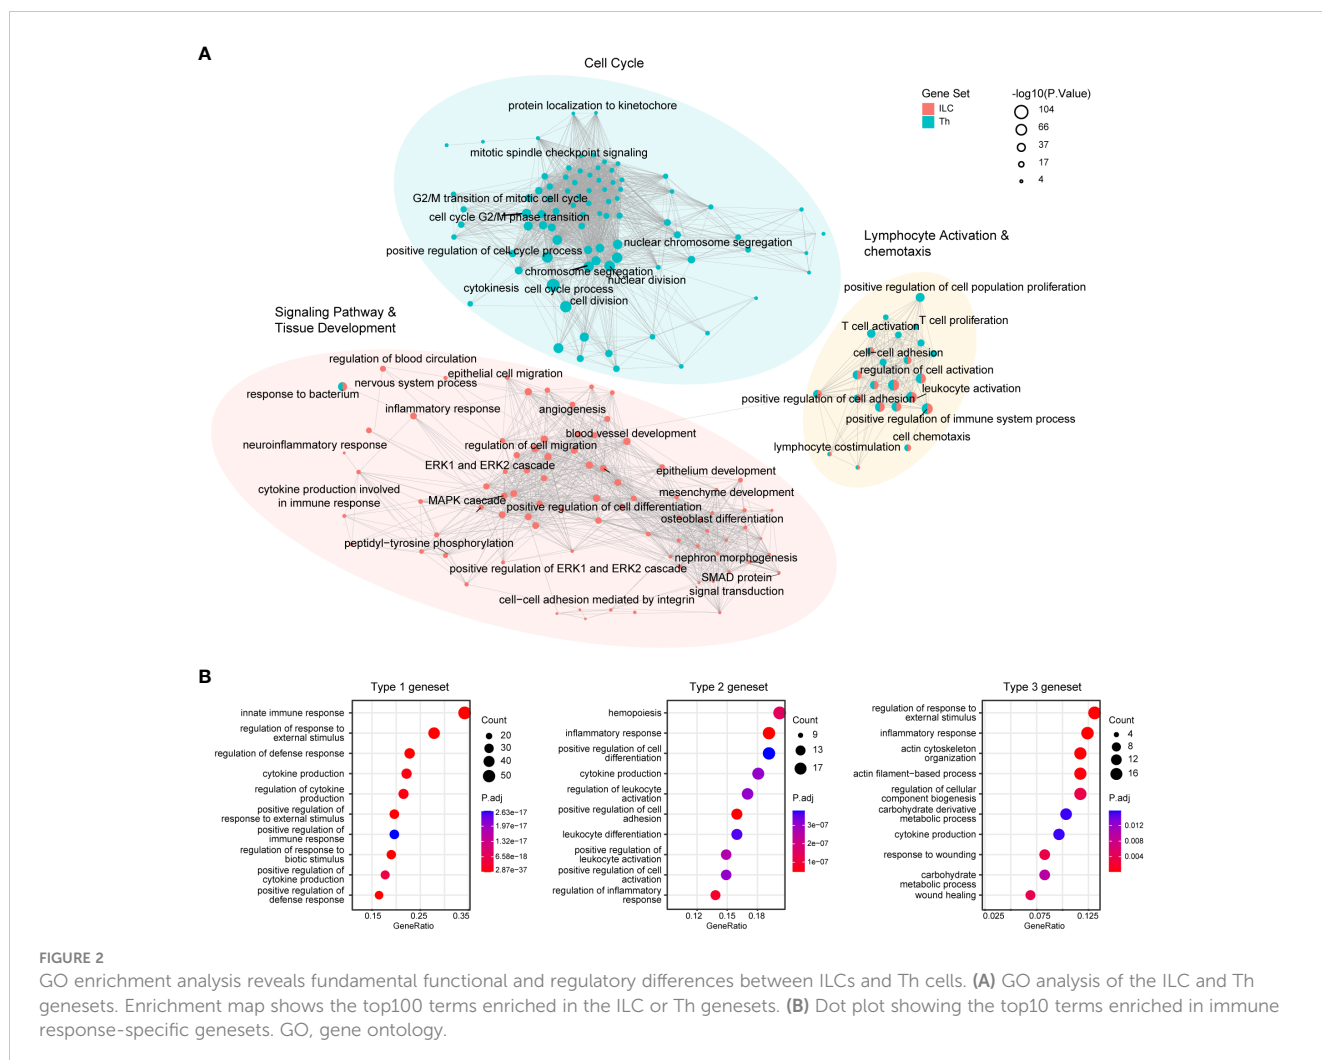 A
Cell Cycle
protein localization to kinetochore
mitotic spindle checkpoint signaling
G2/M transition of mitotic cell cycle
cell cycle G2/M phase transition
positive regulation of cell cycle process
nuclear chromosome segregation
chromosome segregation
nuclear division
cytokinesis
cell cycle process
cell division
Gene Set
ILC
Th
-log10(P.Value)
104
66
37
17
4
Lymphocyte Activation &
chemotaxis
positive regulation of cell population proliferation
T cell proliferation
T cell activation
cell-cell adhesion
regulation of cell activation
leukocyte activation
positive regulation of cell adhesion
positive regulation of immune system process
cell chemotaxis
lymphocyte costimulation
Signaling Pathway &
Tissue Development
regulation of blood circulation
epithelial cell migration
nervous system process
response to bacterium
inflammatory response
angiogenesis
blood vessel development
neuroinflammatory response
regulation of cell migration
ERK1 and ERK2 cascade
epithelium development
cytokine production involved
in immune response
mesenchyme development
MAPK cascade
positive regulation of cell differentiation
osteoblast differentiation
peptidyl-tyrosine phosphorylation
nephron morphogenesis
positive regulation of ERK1 and ERK2 cascade
SMAD protein
signal transduction
cell-cell adhesion mediated by integrin
B
Type 1 geneset
innate immune response
regulation of response to
external stimulus
regulation of defense response
cytokine production
regulation of cytokine
production
positive regulation of
response to external stimulus
positive regulation of
immune response
regulation of response to
biotic stimulus
positive regulation of
cytokine production
positive regulation of
defense response
0.15
0.25
0.35
GeneRatio
Count
20
30
40
50
P.adj
2.63e-17
1.97e-17
1.32e-17
6.58e-18
2.87e-37
Type 2 geneset
hemopoiesis
inflammatory response
positive regulation of cell
differentiation
cytokine production
regulation of leukocyte
activation
positive regulation of cell
adhesion
leukocyte differentiation
positive regulation of
leukocyte activation
positive regulation of cell
activation
regulation of inflammatory
response
0.12
0.15
0.18
GeneRatio
Count
9
13
17
P.adj
3e-07
2e-07
1e-07
Type 3 geneset
regulation of response to
external stimulus
inflammatory response
actin cytoskeleton
organization
actin filament-based process
regulation of cellular
component biogenesis
carbohydrate derivative
metabolic process
cytokine production
response to wounding
carbohydrate
metabolic process
wound healing
0.025
0.075
0.125
GeneRatio
Count
4
8
12
16
P.adj
0.012
0.008
0.004
FIGURE 2
GO enrichment analysis reveals fundamental functional and regulatory differences between ILCs and Th cells. (A) GO analysis of the ILC and Th
genesets. Enrichment map shows the top100 terms enriched in the ILC or Th genesets. (B) Dot plot showing the top10 terms enriched in immune
response-specific genesets. GO, gene ontology.